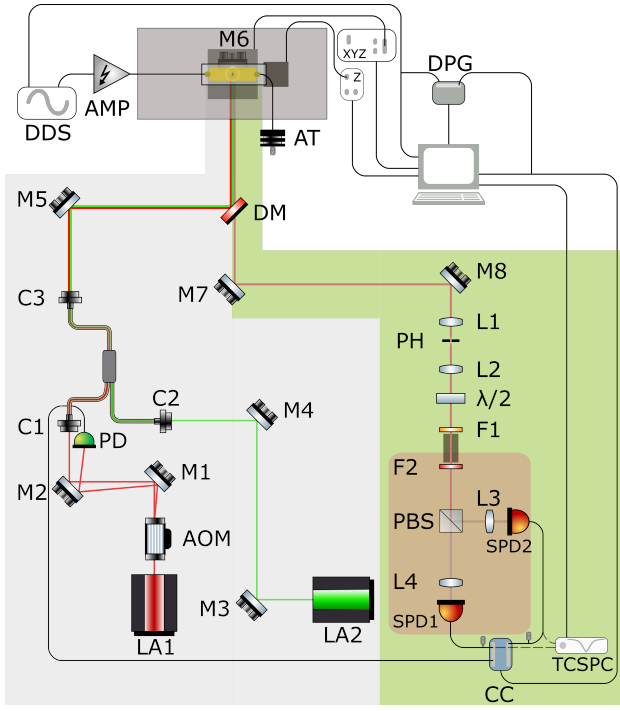 M6
XYZ
Z
DPG
AMP
DDS
AT
M5
DM
M8
M7
C3
L1
PH
L2
C2
λ/2
M4
C1
PD
F1
M1
F2
M2
L3
PBS
AOM
SPD2
L4
M3
SPD1
LA1
LA2
TCSPC
CC